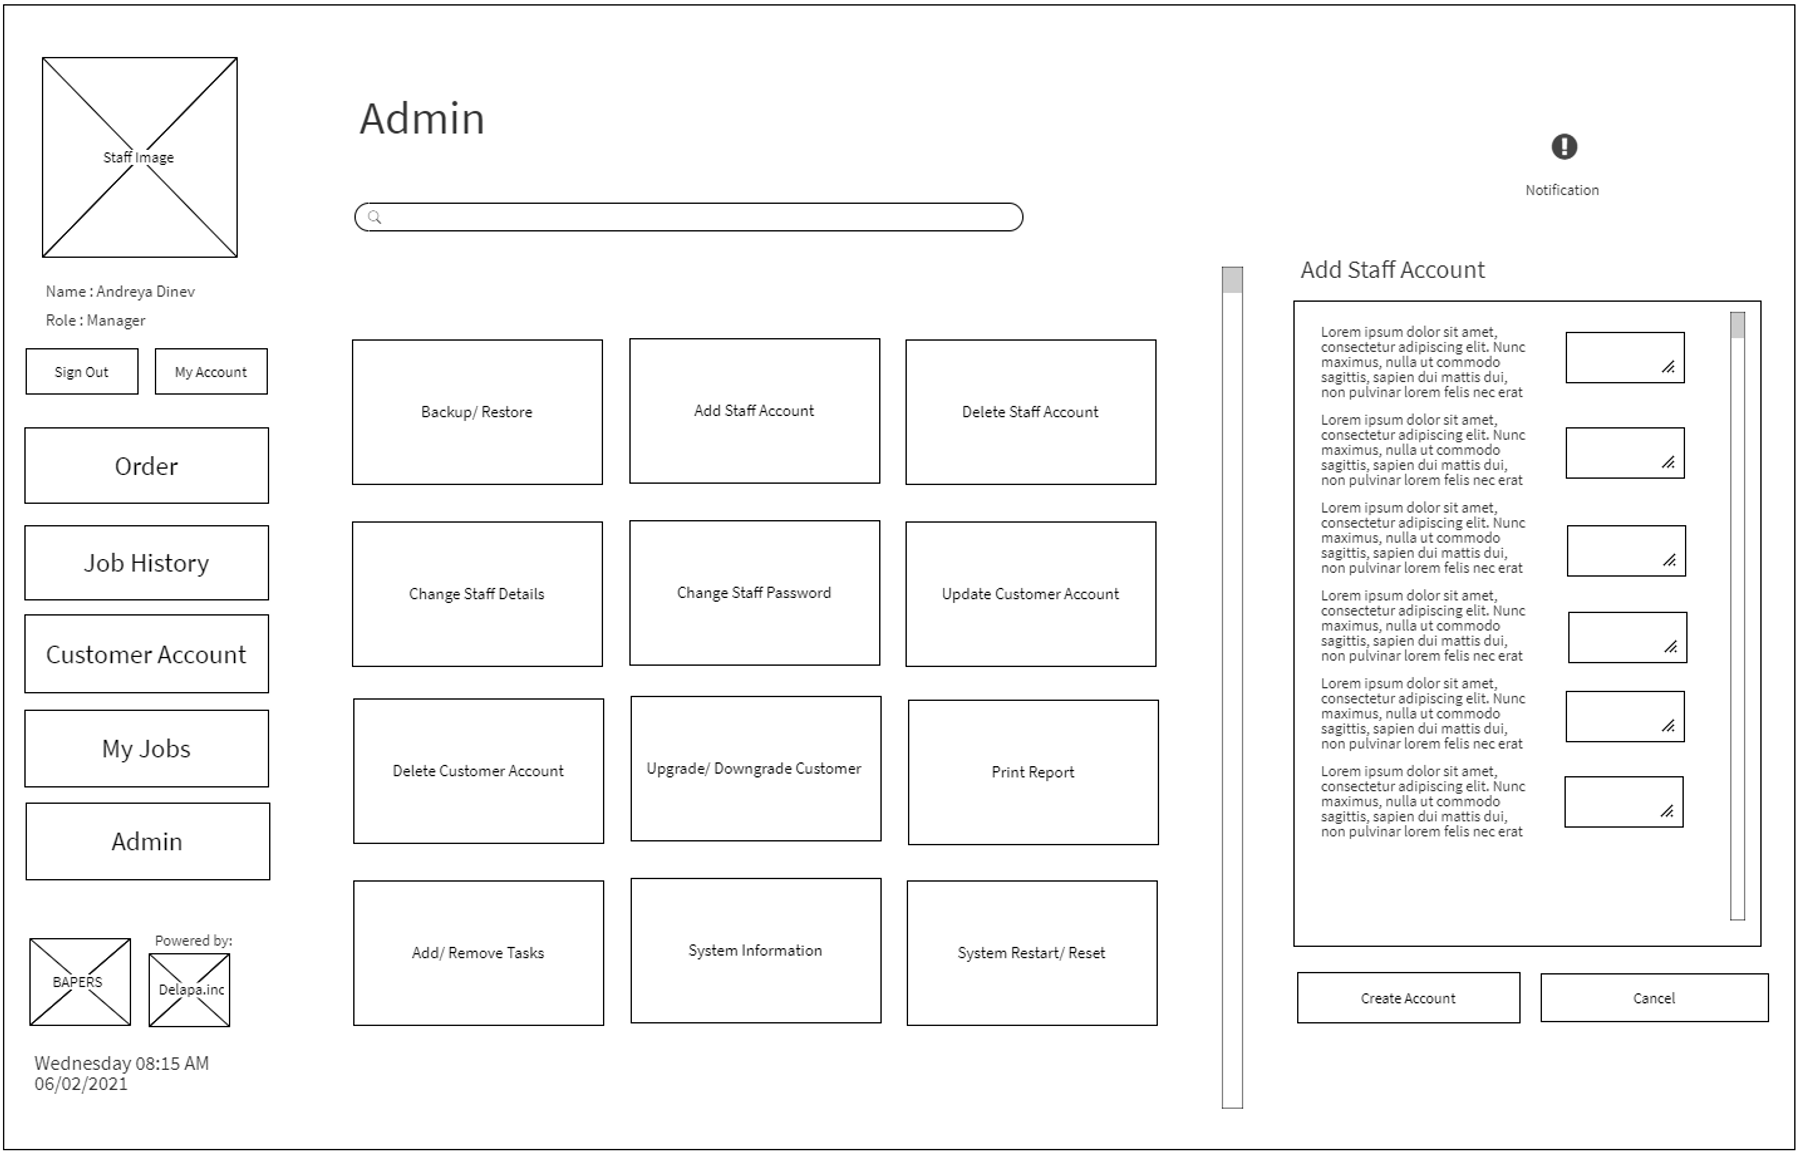 Staff Image
Name : Andreya Dinev
Role : Manager
Sign Out
My Account
Order
Job History
Customer Account
My Jobs
Admin
BAPERS
Powered by:
Delapa.inc
Wednesday 08:15 AM
06/02/2021
Admin
Backup/ Restore
Add Staff Account
Delete Staff Account
Change Staff Details
Change Staff Password
Update Customer Account
Delete Customer Account
Upgrade/ Downgrade Customer
Print Report
Add/ Remove Tasks
System Information
System Restart/ Reset
Notification
Add Staff Account
Lorem ipsum dolor sit amet,
consectetur adipiscing elit. Nunc
maximus, nulla ut commodo
sagittis, sapien dui mattis dui,
non pulvinar lorem felis nec erat
Lorem ipsum dolor sit amet,
consectetur adipiscing elit. Nunc
maximus, nulla ut commodo
sagittis, sapien dui mattis dui,
non pulvinar lorem felis nec erat
Lorem ipsum dolor sit amet,
consectetur adipiscing elit. Nunc
maximus, nulla ut commodo
sagittis, sapien dui mattis dui,
non pulvinar lorem felis nec erat
Lorem ipsum dolor sit amet,
consectetur adipiscing elit. Nunc
maximus, nulla ut commodo
sagittis, sapien dui mattis dui,
non pulvinar lorem felis nec erat
Lorem ipsum dolor sit amet,
consectetur adipiscing elit. Nunc
maximus, nulla ut commodo
sagittis, sapien dui mattis dui,
non pulvinar lorem felis nec erat
Lorem ipsum dolor sit amet,
consectetur adipiscing elit. Nunc
maximus, nulla ut commodo
sagittis, sapien dui mattis dui,
non pulvinar lorem felis nec erat
Create Account
Cancel